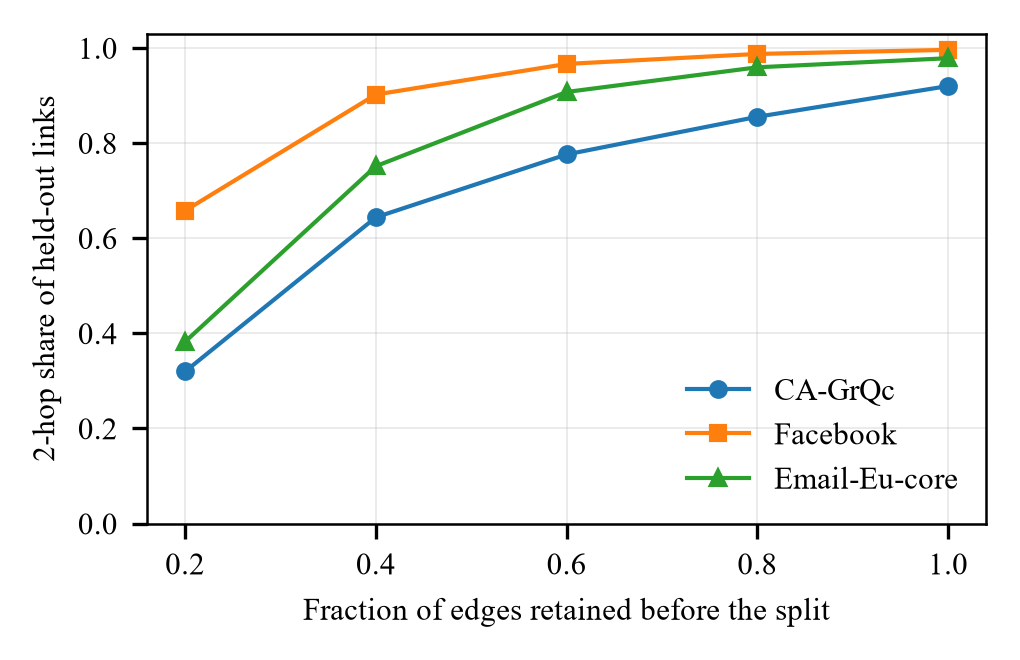 1.0
0.8
0.6
0.4
0.2
0.0
2-hop share of held-out links
CA-GrQc
Facebook
Email-Eu-core
0.2 0.4 0.6 0.8 1.0
Fraction of edges retained before the split